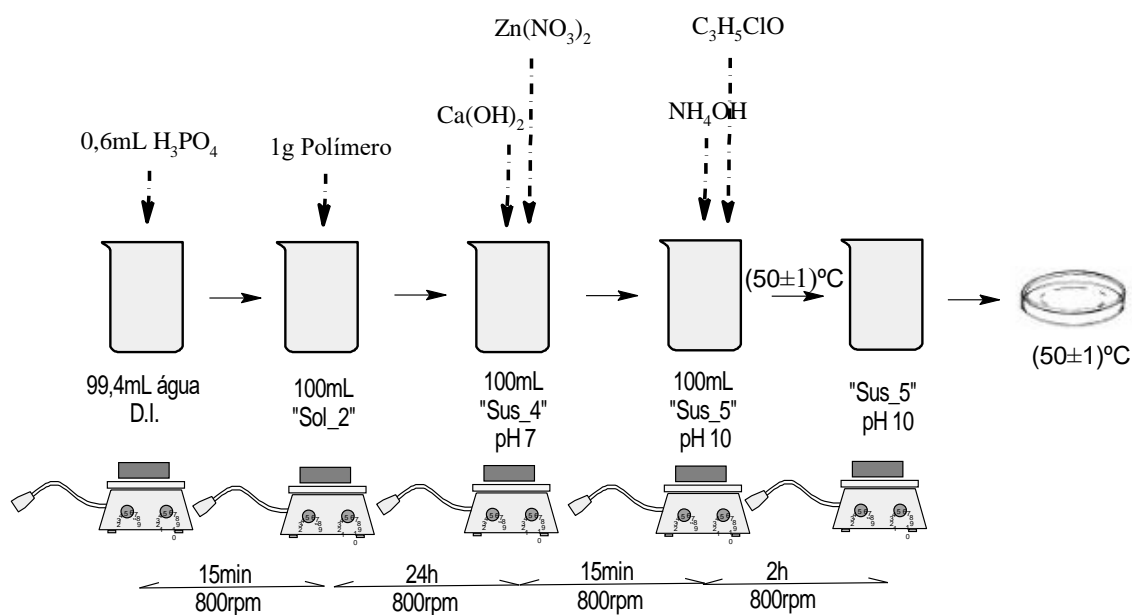 Zn(NO₃)₂
C₃H₅ClO
Ca(OH)₂
NH₄OH
0,6mL H₃PO₄
1g Polímero
(50±1)ºC
99,4mL água
D.I.
100mL
"Sol_2"
100mL
"Sus_4"
pH 7
100mL
"Sus_5"
pH 10
"Sus_5"
pH 10
(50±1)ºC
15min
800rpm
24h
800rpm
15min
800rpm
2h
800rpm